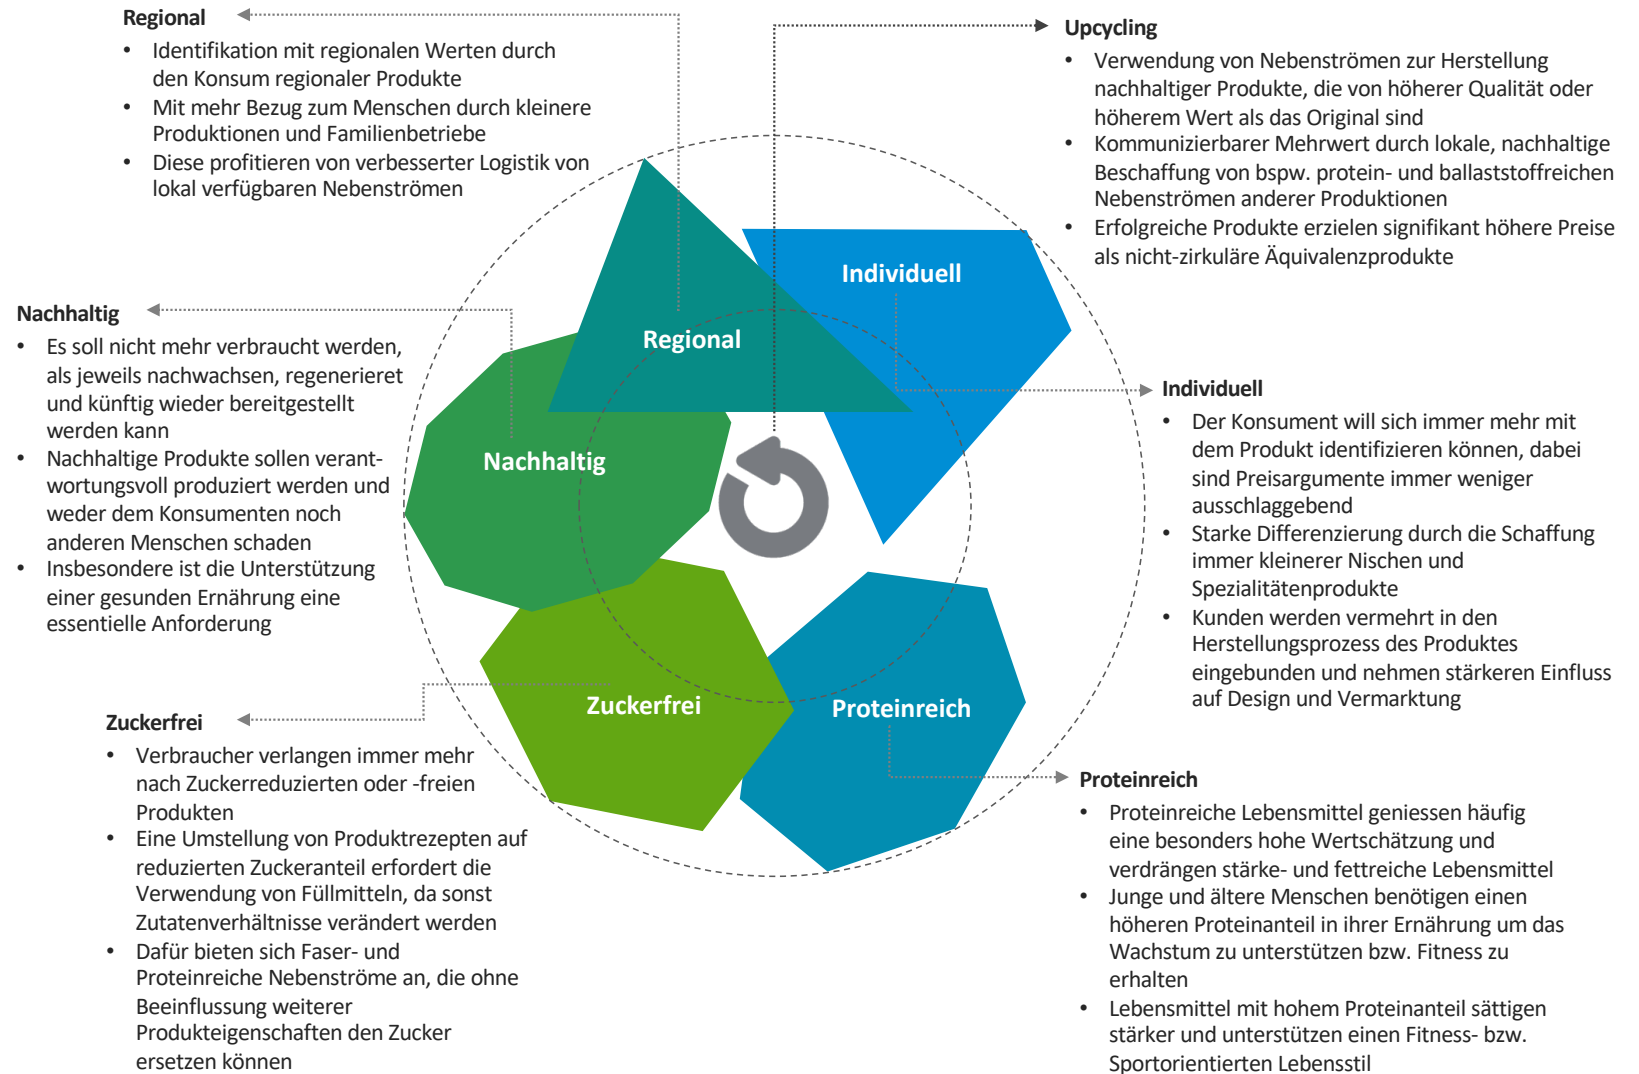 Regional
• Identifikation mit regionalen Werten durch
den Konsum regionaler Produkte
• Mit mehr Bezug zum Menschen durch kleinere
Produktionen und Familienbetriebe
• Diese profitieren von verbesserter Logistik von
lokal verfügbaren Nebenströmen
Upcycling
• Verwendung von Nebenströmen zur Herstellung
nachhaltiger Produkte, die von höherer Qualität oder
höherem Wert als das Original sind
• Kommunizierbarer Mehrwert durch lokale, nachhaltige
Beschaffung von bspw. protein- und ballaststoffreichen
Nebenströmen anderer Produktionen
• Erfolgreiche Produkte erzielen signifikant höhere Preise
als nicht-zirkuläre Äquivalenzprodukte
Nachhaltig
• Es soll nicht mehr verbraucht werden,
als jeweils nachwachsen, regenerieret
und künftig wieder bereitgestellt
werden kann
• Nachhaltige Produkte sollen verant-
wortungsvoll produziert werden und
weder dem Konsumenten noch
anderen Menschen schaden
• Insbesondere ist die Unterstützung
einer gesunden Ernährung eine
essentielle Anforderung
Individuell
Regional
Nachhaltig
Zuckerfrei
Proteinreich
Individuell
• Der Konsument will sich immer mehr mit
dem Produkt identifizieren können, dabei
sind Preisargumente immer weniger
ausschlaggebend
• Starke Differenzierung durch die Schaffung
immer kleinerer Nischen und
Spezialitätenprodukte
• Kunden werden vermehrt in den
Herstellungsprozess des Produktes
eingebunden und nehmen stärkeren Einfluss
auf Design und Vermarktung
Zuckerfrei
• Verbraucher verlangen immer mehr
nach Zuckerreduzierten oder -freien
Produkten
• Eine Umstellung von Produktrezepten auf
reduzierten Zuckeranteil erfordert die
Verwendung von Füllmitteln, da sonst
Zutatenverhältnisse verändert werden
• Dafür bieten sich Faser- und
Proteinreiche Nebenströme an, die ohne
Beeinflussung weiterer
Produkteigenschaften den Zucker
ersetzen können
Proteinreich
• Proteinreiche Lebensmittel geniessen häufig
eine besonders hohe Wertschätzung und
verdrängen stärke- und fettreiche Lebensmittel
• Junge und ältere Menschen benötigen einen
höheren Proteinanteil in ihrer Ernährung um das
Wachstum zu unterstützen bzw. Fitness zu
erhalten
• Lebensmittel mit hohem Proteinanteil sättigen
stärker und unterstützen einen Fitness- bzw.
Sportorientierten Lebensstil